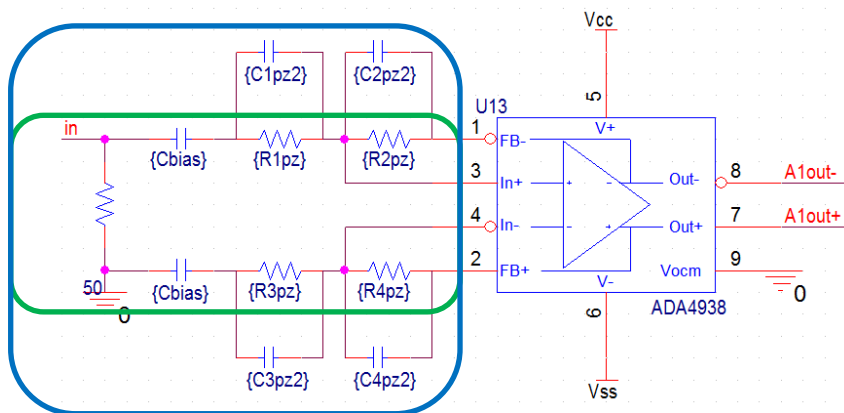 Vcc
{C1pz2} {C2pz2}
U13
in
5
1 FB- V+
{Cbias} {R1pz} {R2pz}
3 In+ + - Out- 8 A1out-
4 In- - + Out+ 7 A1out+
2 FB+ Vocm 9
50 {Cbias} {R3pz} {R4pz} V- 0
0
ADA4938
6
{C3pz2} {C4pz2}
Vss